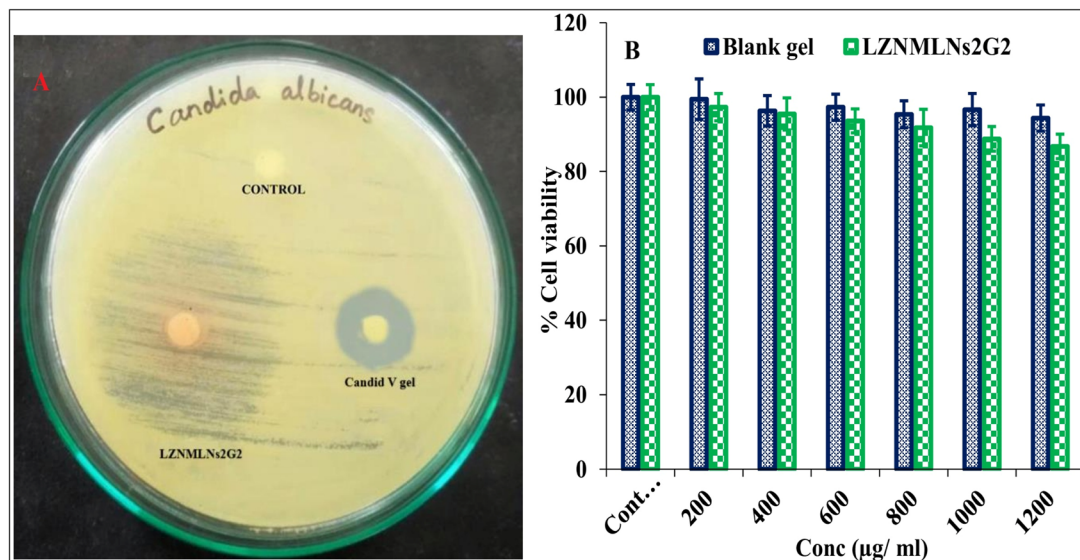 A
Candida albicans
CONTROL
Candid V gel
LZNMLNs2G2
B
Blank gel
LZNMLNs2G2
% Cell viability
120
100
80
60
40
20
0
Cont...
200
400
600
800
1000
1200
Conc (µg/ ml)